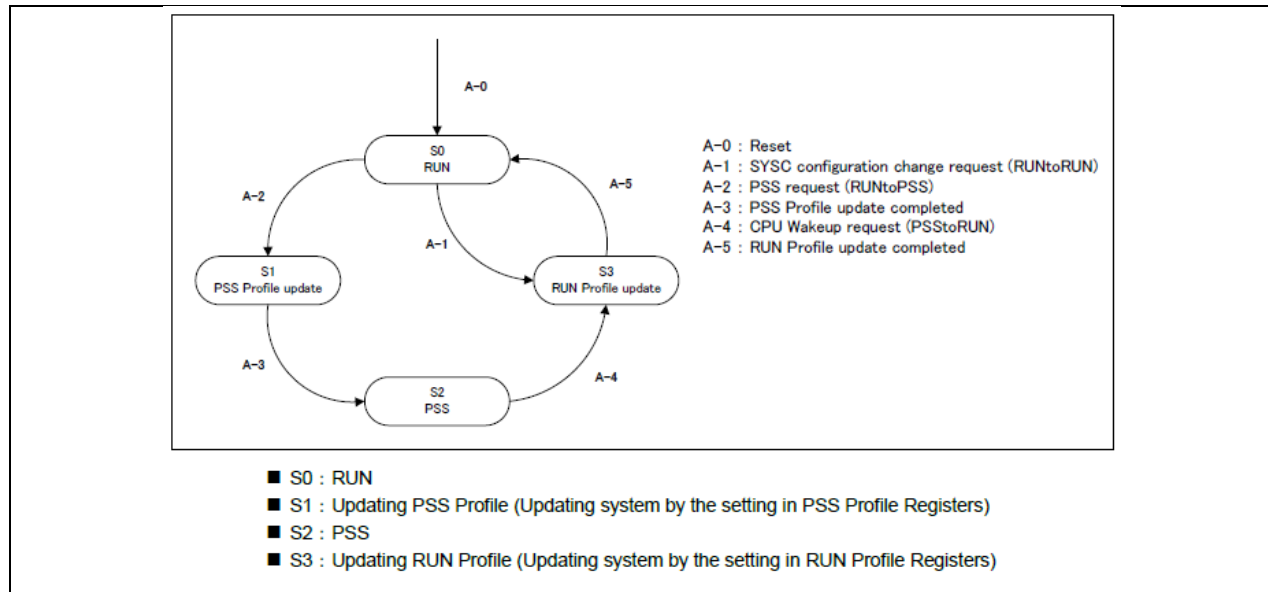 A-0
S0
RUN
A-0 : Reset
A-1 : SYSC configuration change request (RUNtoRUN)
A-2 : PSS request (RUNtoPSS)
A-3 : PSS Profile update completed
A-4 : CPU Wakeup request (PSStoRUN)
A-5 : RUN Profile update completed
A-2
A-5
A-1
S1
PSS Profile update
S3
RUN Profile update
A-3
A-4
S2
PSS
■ S0 : RUN
■ S1 : Updating PSS Profile (Updating system by the setting in PSS Profile Registers)
■ S2 : PSS
■ S3 : Updating RUN Profile (Updating system by the setting in RUN Profile Registers)